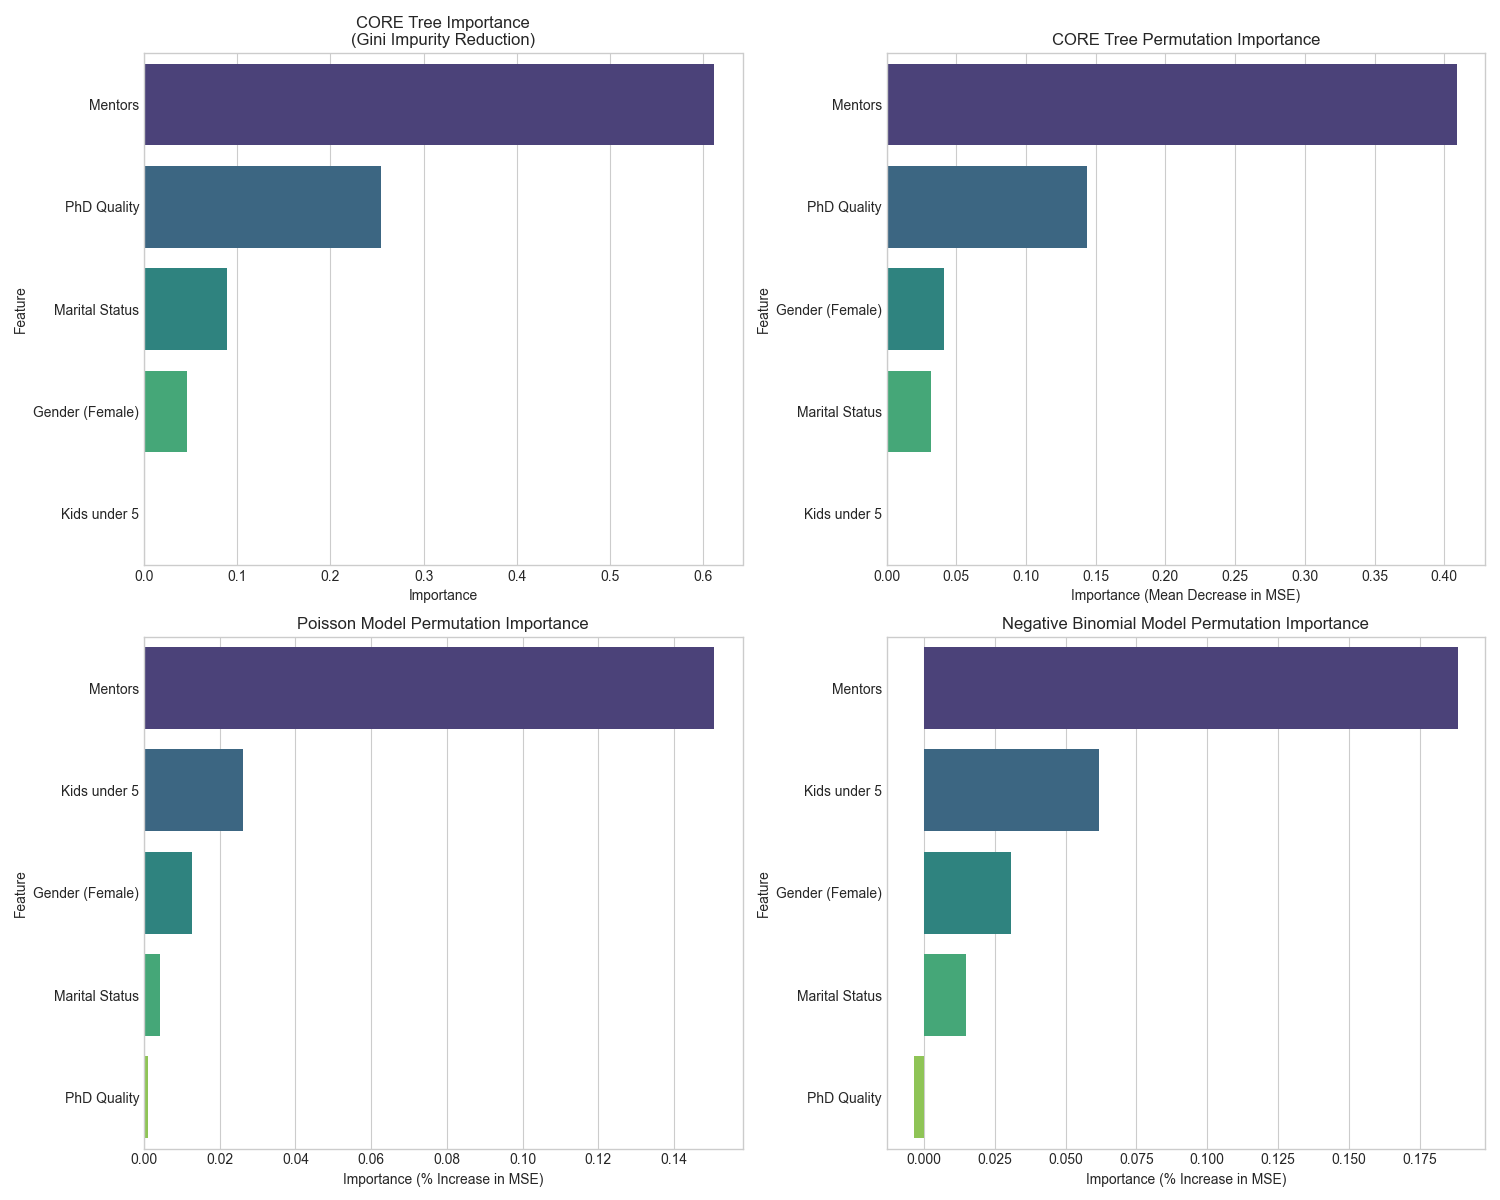 CORE Tree Importance
(Gini Impurity Reduction)
Feature
Mentors
PhD Quality
Marital Status
Gender (Female)
Kids under 5
0.0 0.1 0.2 0.3 0.4 0.5 0.6
Importance
CORE Tree Permutation Importance
Feature
Mentors
PhD Quality
Gender (Female)
Marital Status
Kids under 5
0.00 0.05 0.10 0.15 0.20 0.25 0.30 0.35 0.40
Importance (Mean Decrease in MSE)
Poisson Model Permutation Importance
Feature
Mentors
Kids under 5
Gender (Female)
Marital Status
PhD Quality
0.00 0.02 0.04 0.06 0.08 0.10 0.12 0.14
Importance (% Increase in MSE)
Negative Binomial Model Permutation Importance
Feature
Mentors
Kids under 5
Gender (Female)
Marital Status
PhD Quality
0.000 0.025 0.050 0.075 0.100 0.125 0.150 0.175
Importance (% Increase in MSE)